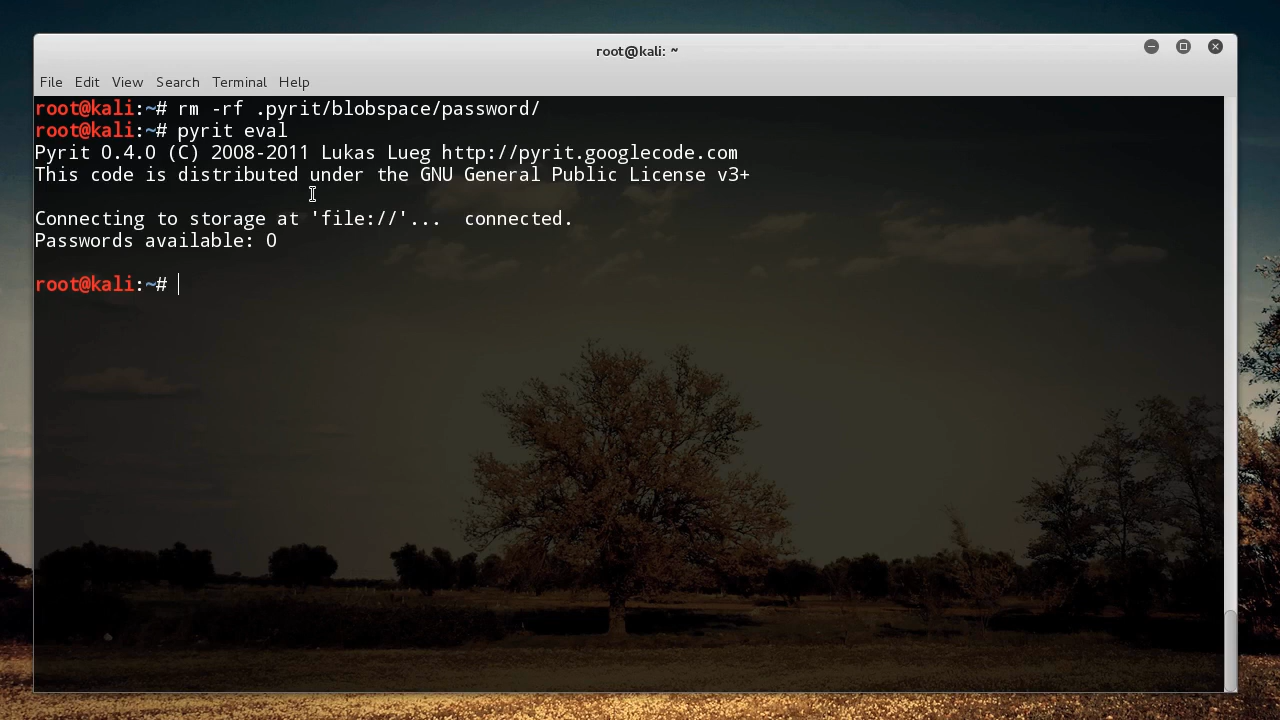 root@kali: ~
File Edit View Search Terminal Help
root@kali:~# rm -rf .pyrit/blobspace/password/
root@kali:~# pyrit eval
Pyrit 0.4.0 (C) 2008-2011 Lukas Lueg http://pyrit.googlecode.com
This code is distributed under the GNU General Public License v3+
Connecting to storage at 'file://'...  connected.
Passwords available: 0
root@kali:~#